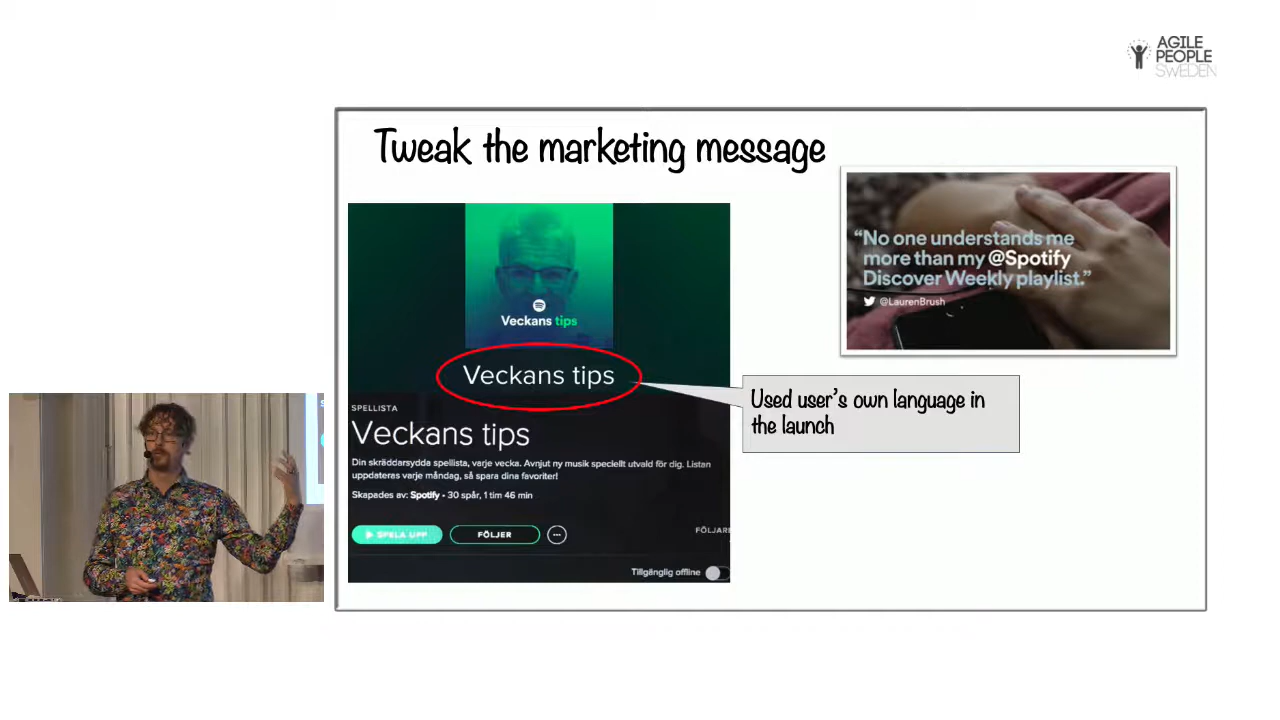 AGILE
PEOPLE
SWEDEN
Tweak the marketing message
Veckans tips
Veckans tips
SPELLISTA
Veckans tips
Din skräddarsydda spellista, varje vecka. Avnjut ny musik speciellt utvald för dig. Listan
uppdateras varje måndag, så spara dina favoriter!
Skapades av: Spotify • 30 spår, 1 tim 46 min
SPELA UPP
FÖLJER
FÖLJARE
Tillgänglig offline
“No one understands me
more than my @Spotify
Discover Weekly playlist.”
@LaurenBrush
Used user's own language in
the launch